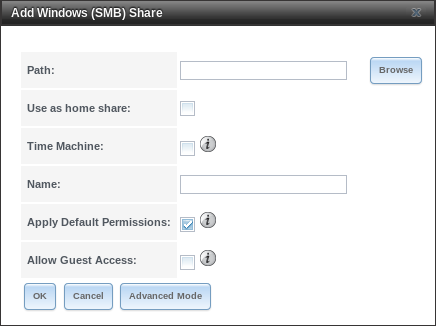 Add Windows (SMB) Share
Path:
Browse
Use as home share:
Time Machine:
Name:
Apply Default Permissions:
Allow Guest Access:
OK Cancel Advanced Mode